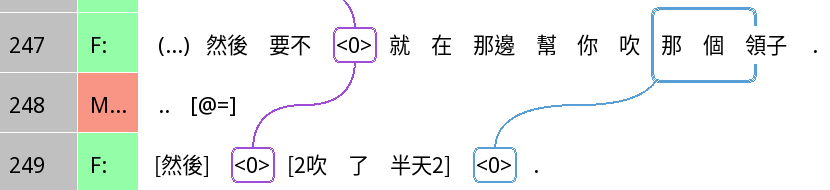 247 F: (...) 然後 要不 <0> 就 在 那邊 幫 你 吹 那 個 領子 .
248 M... .. [@=]
249 F: [然後] <0> [2吹 了 半天2] <0> .